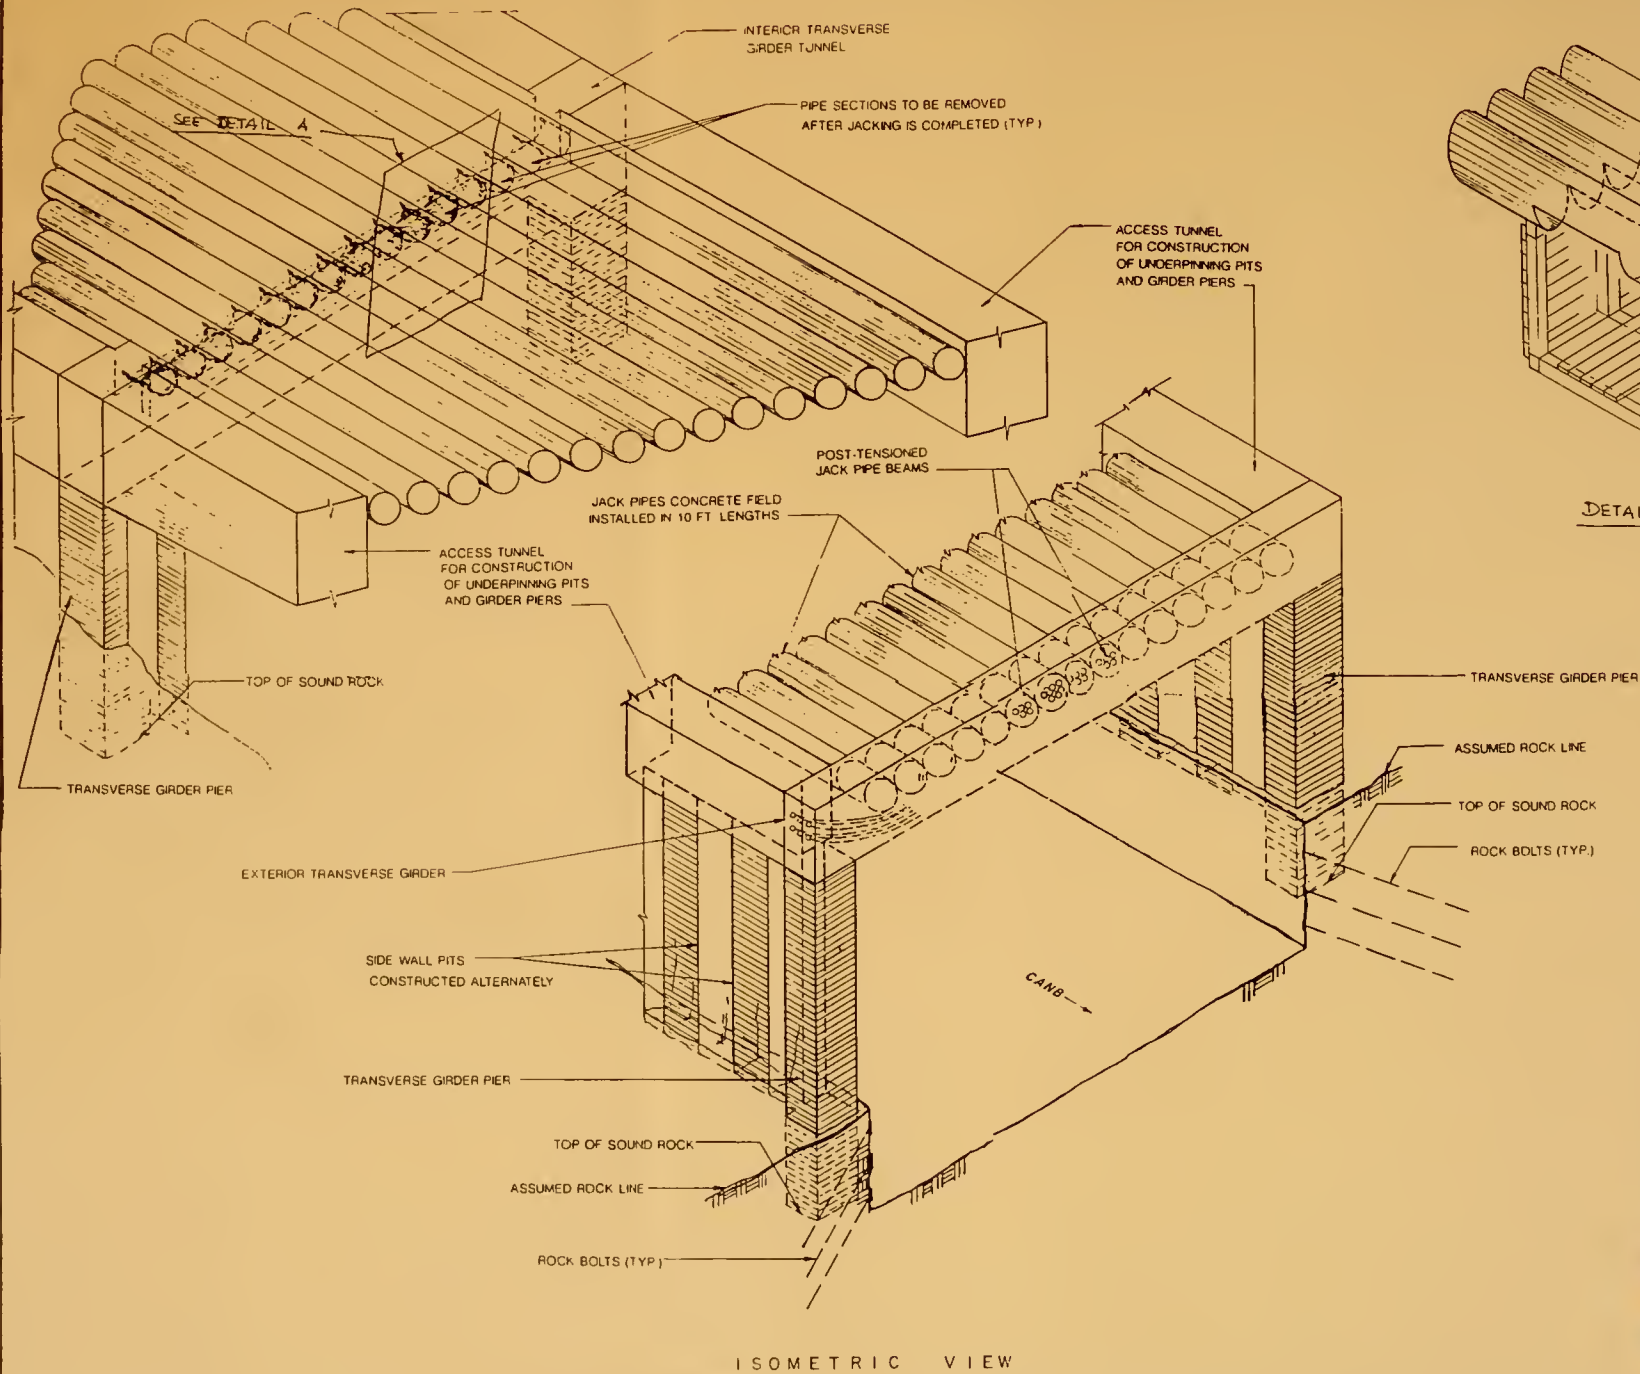 INTERIOR TRANSVERSE
GIRDER TUNNEL
PIPE SECTIONS TO BE REMOVED
AFTER JACKING IS COMPLETED (TYP)
SEE DETAIL A
ACCESS TUNNEL
FOR CONSTRUCTION
OF UNDERPINNING PITS
AND GIRDER PIERS
POST-TENSIONED
JACK PIPE BEAMS
JACK PIPES CONCRETE FIELD
INSTALLED IN 10 FT LENGTHS
ACCESS TUNNEL
FOR CONSTRUCTION
OF UNDERPINNING PITS
AND GIRDER PIERS
TOP OF SOUND ROCK
TRANSVERSE GIRDER PIER
DETAI
TRANSVERSE GIRDER PIER
ASSUMED ROCK LINE
TOP OF SOUND ROCK
ROCK BOLTS (TYP.)
EXTERIOR TRANSVERSE GIRDER
SIDE WALL PITS
CONSTRUCTED ALTERNATELY
CANB
TRANSVERSE GIRDER PIER
TOP OF SOUND ROCK
ASSUMED ROCK LINE
ROCK BOLTS (TYP)
ISOMETRIC VIEW